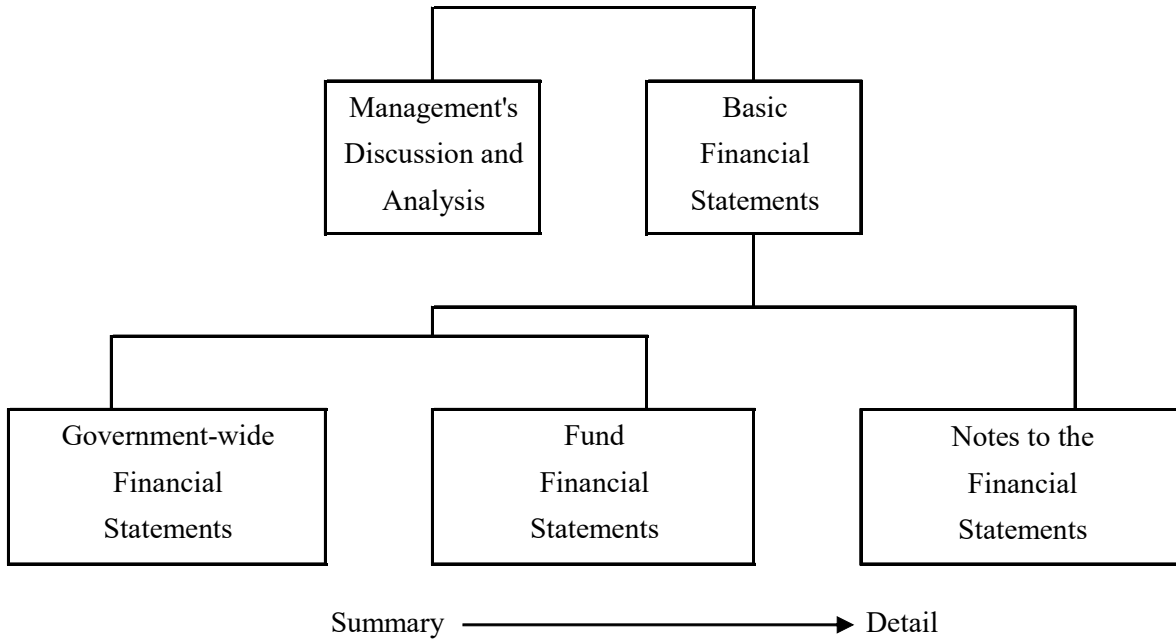 Management's
Discussion and
Analysis
Basic
Financial
Statements
Government-wide
Financial
Statements
Fund
Financial
Statements
Notes to the
Financial
Statements
Summary
Detail